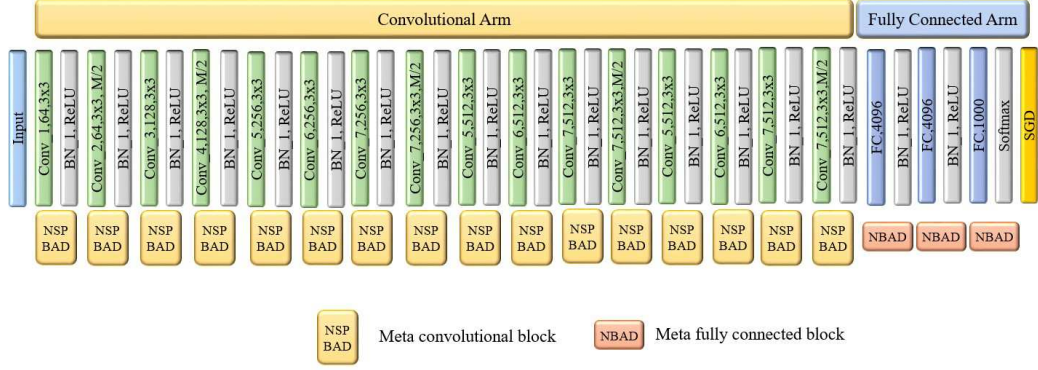 Convolutional Arm
Fully Connected Arm
Input
Conv_1,64,3x3
BN_1, ReLU
Conv_2,64,3x3, M/2
BN_1, ReLU
Conv_3,128,3x3
BN_1, ReLU
Conv_4,128,3x3, M/2
BN_1, ReLU
Conv_5,256,3x3
BN_1, ReLU
Conv_6,256,3x3
BN_1, ReLU
Conv_7,256,3x3
BN_1, ReLU
Conv_7,256,3x3,M/2
BN_1, ReLU
Conv_5,512,3x3
BN_1, ReLU
Conv_6,512,3x3
BN_1, ReLU
Conv_7,512,3x3
BN_1, ReLU
Conv_7,512,3x3,M/2
BN_1, ReLU
Conv_5,512,3x3
BN_1, ReLU
Conv_6,512,3x3
BN_1, ReLU
Conv_7,512,3x3
BN_1, ReLU
Conv_7,512,3x3,M/2
BN_1, ReLU
FC,4096
BN_1, ReLU
FC,4096
BN_1, ReLU
FC,1000
Softmax
SGD
NSP
BAD
NSP
BAD
NSP
BAD
NSP
BAD
NSP
BAD
NSP
BAD
NSP
BAD
NSP
BAD
NSP
BAD
NSP
BAD
NSP
BAD
NSP
BAD
NSP
BAD
NSP
BAD
NSP
BAD
NSP
BAD
NBAD
NBAD
NBAD
NSP
BAD
Meta convolutional block
NBAD
Meta fully connected block